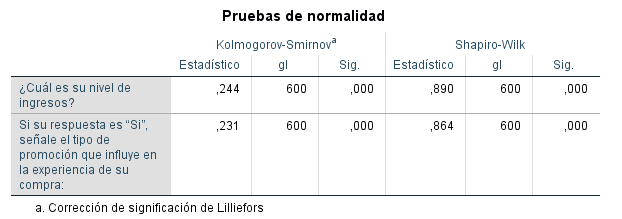 Pruebas de normalidad
Kolmogorov-Smirnovᵃ Shapiro-Wilk
Estadístico gl Sig. Estadístico gl Sig.
¿Cuál es su nivel de ,244 600 ,000 ,890 600 ,000
ingresos?
Si su respuesta es “Si”, ,231 600 ,000 ,864 600 ,000
señale el tipo de
promoción que influye en
la experiencia de su
compra:
a. Corrección de significación de Lilliefors